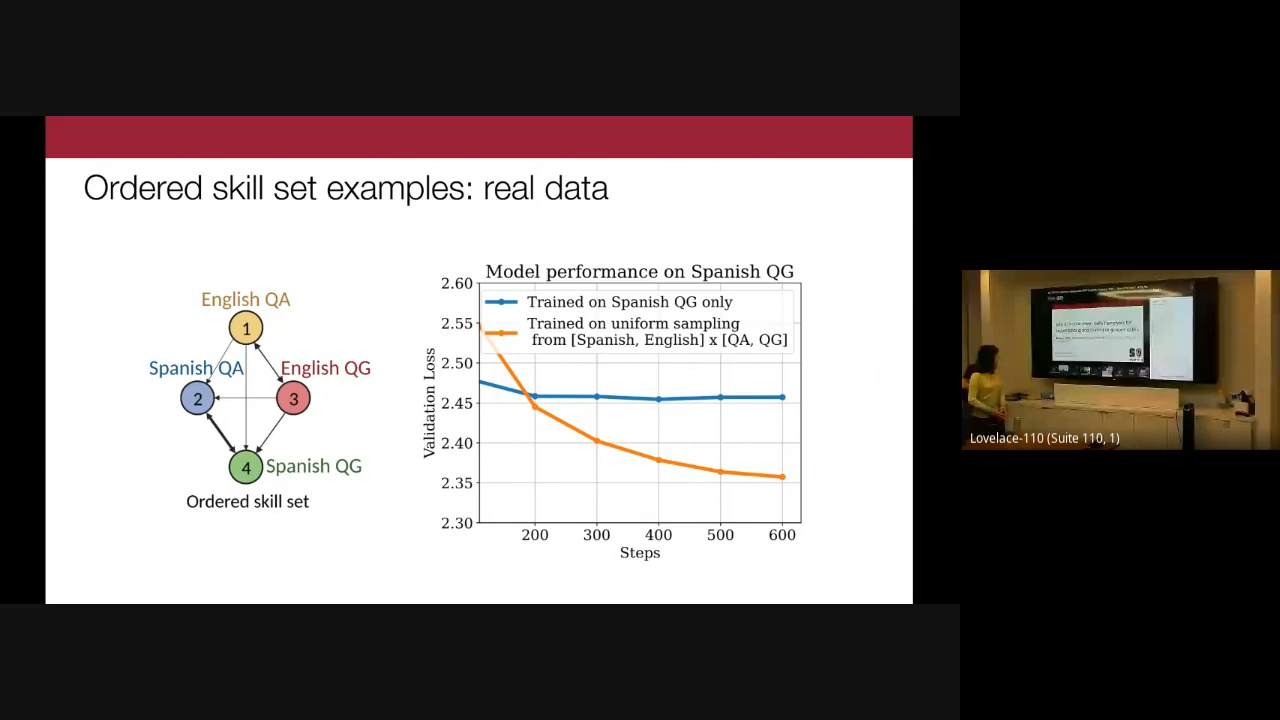 Ordered skill set examples: real data
English QA
1
Spanish QA
English QG
2
3
4
Spanish QG
Ordered skill set
Model performance on Spanish QG
Trained on Spanish QG only
Trained on uniform sampling
from [Spanish, English] x [QA, QG]
Validation Loss
2.60
2.55
2.50
2.45
2.40
2.35
2.30
200 300 400 500 600
Steps
Lovelace-110 (Suite 110, 1)